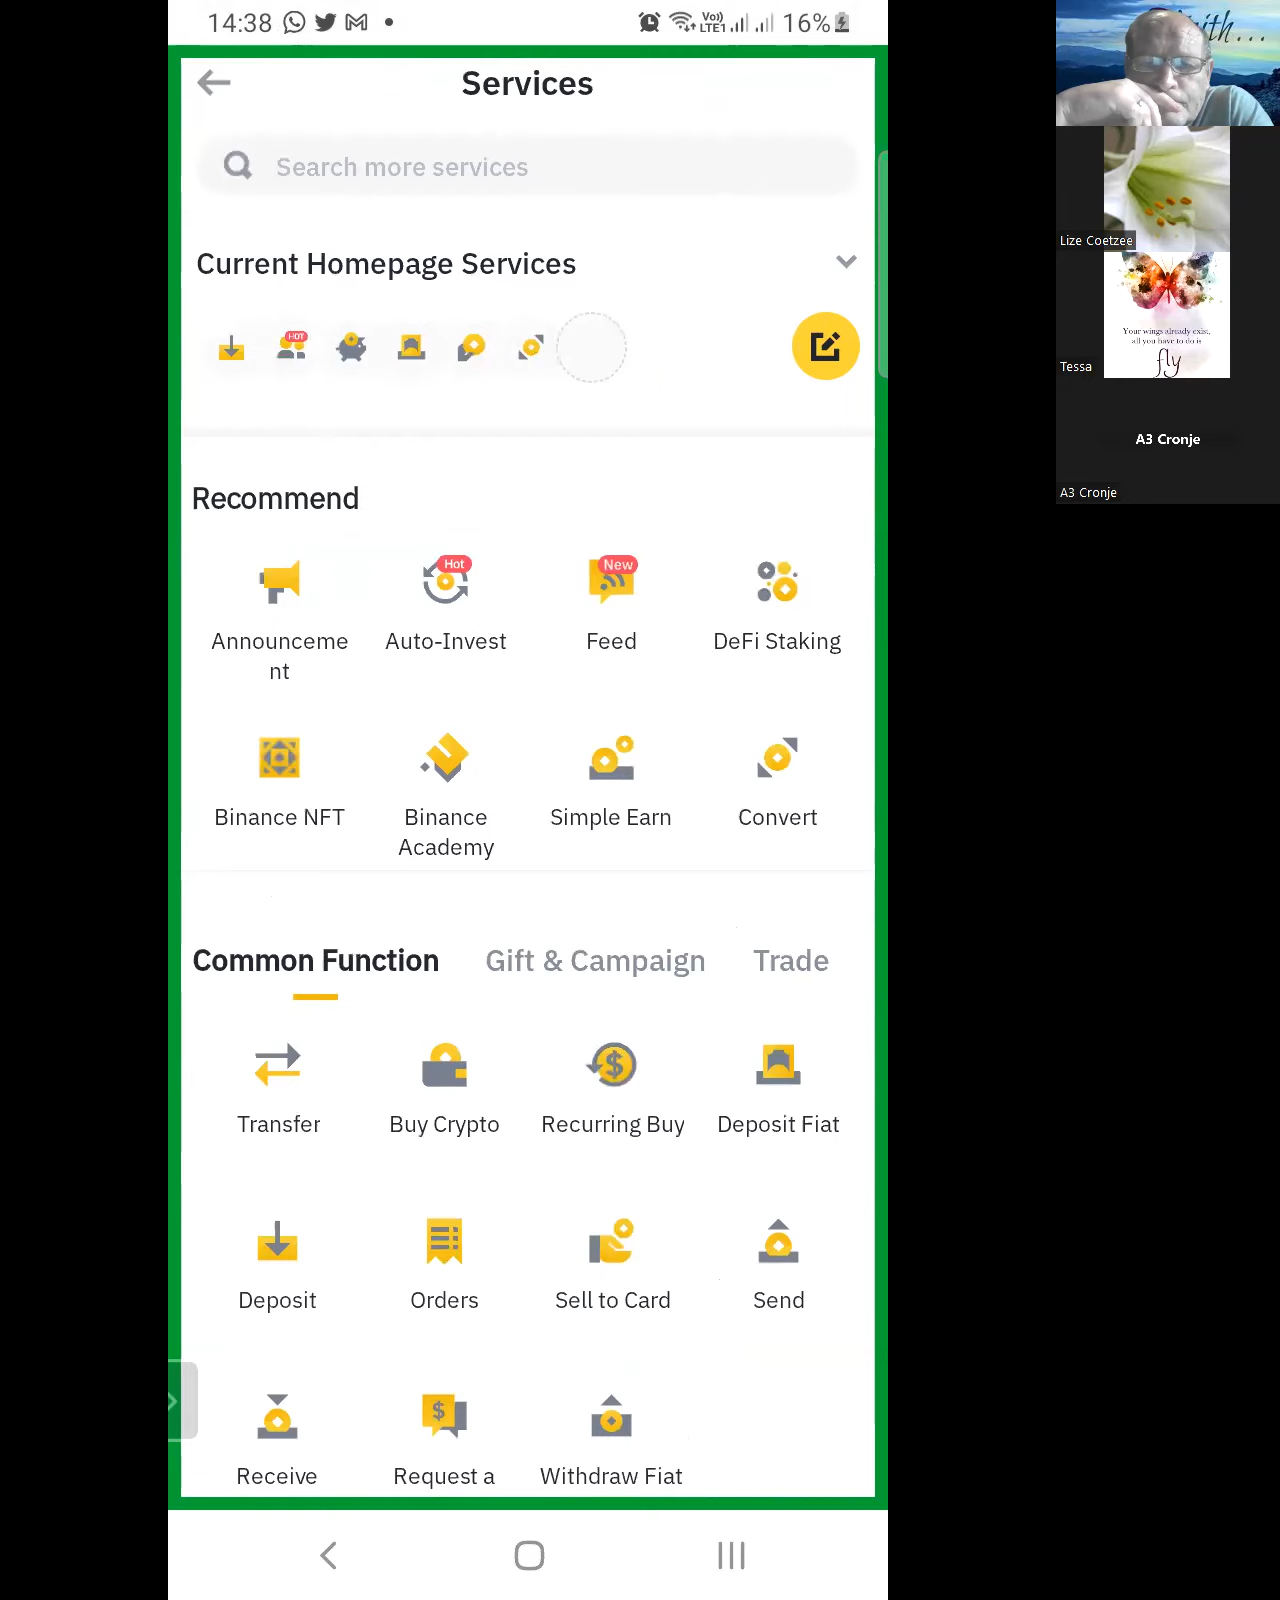 14:38
Vo)) LTE1 16%
Services
Search more services
Current Homepage Services
HOT
Recommend
Hot
New
Announceme
nt
Auto-Invest
Feed
DeFi Staking
Binance NFT
Binance
Academy
Simple Earn
Convert
Common Function
Gift & Campaign
Trade
Transfer
Buy Crypto
Recurring Buy
Deposit Fiat
Deposit
Orders
Sell to Card
Send
Receive
Request a
Withdraw Fiat
Lize Coetzee
Your wings already exist,
all you have to do is
fly
Tessa
A3 Cronje
A3 Cronje